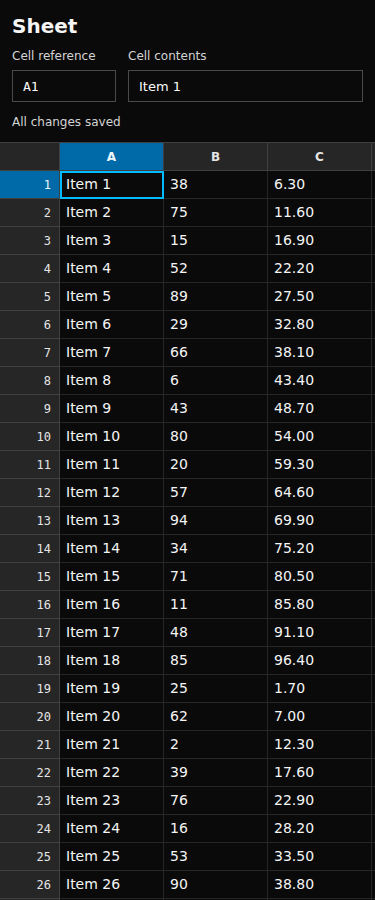 Sheet
Cell reference Cell contents
A1 Item 1
All changes saved
A B C
1 Item 1 38 6.30
2 Item 2 75 11.60
3 Item 3 15 16.90
4 Item 4 52 22.20
5 Item 5 89 27.50
6 Item 6 29 32.80
7 Item 7 66 38.10
8 Item 8 6 43.40
9 Item 9 43 48.70
10 Item 10 80 54.00
11 Item 11 20 59.30
12 Item 12 57 64.60
13 Item 13 94 69.90
14 Item 14 34 75.20
15 Item 15 71 80.50
16 Item 16 11 85.80
17 Item 17 48 91.10
18 Item 18 85 96.40
19 Item 19 25 1.70
20 Item 20 62 7.00
21 Item 21 2 12.30
22 Item 22 39 17.60
23 Item 23 76 22.90
24 Item 24 16 28.20
25 Item 25 53 33.50
26 Item 26 90 38.80